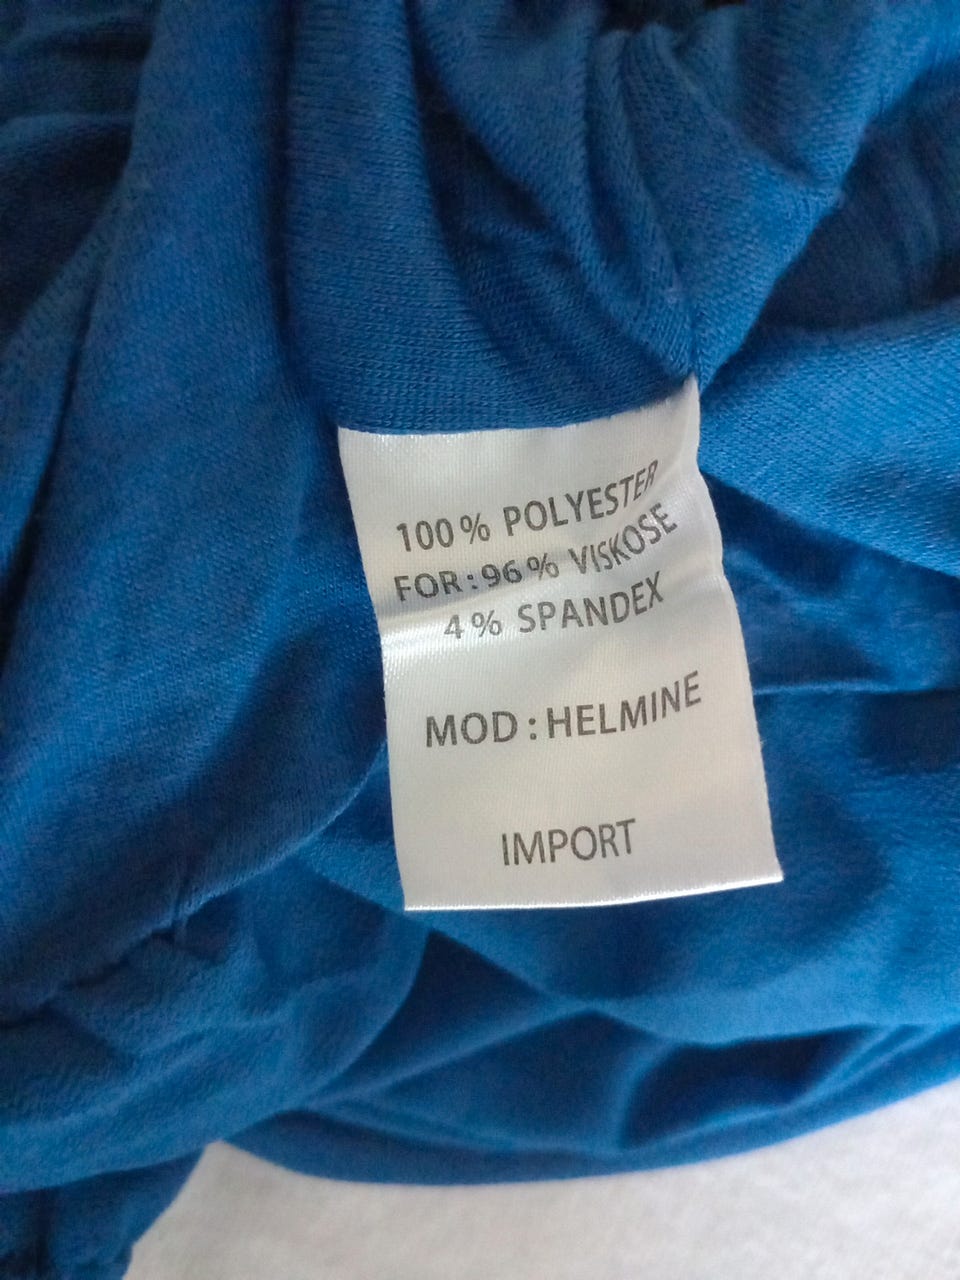 100% POLYESTER
FOR:96% VISKOSE
4% SPANDEX
MOD:HELMINE
IMPORT